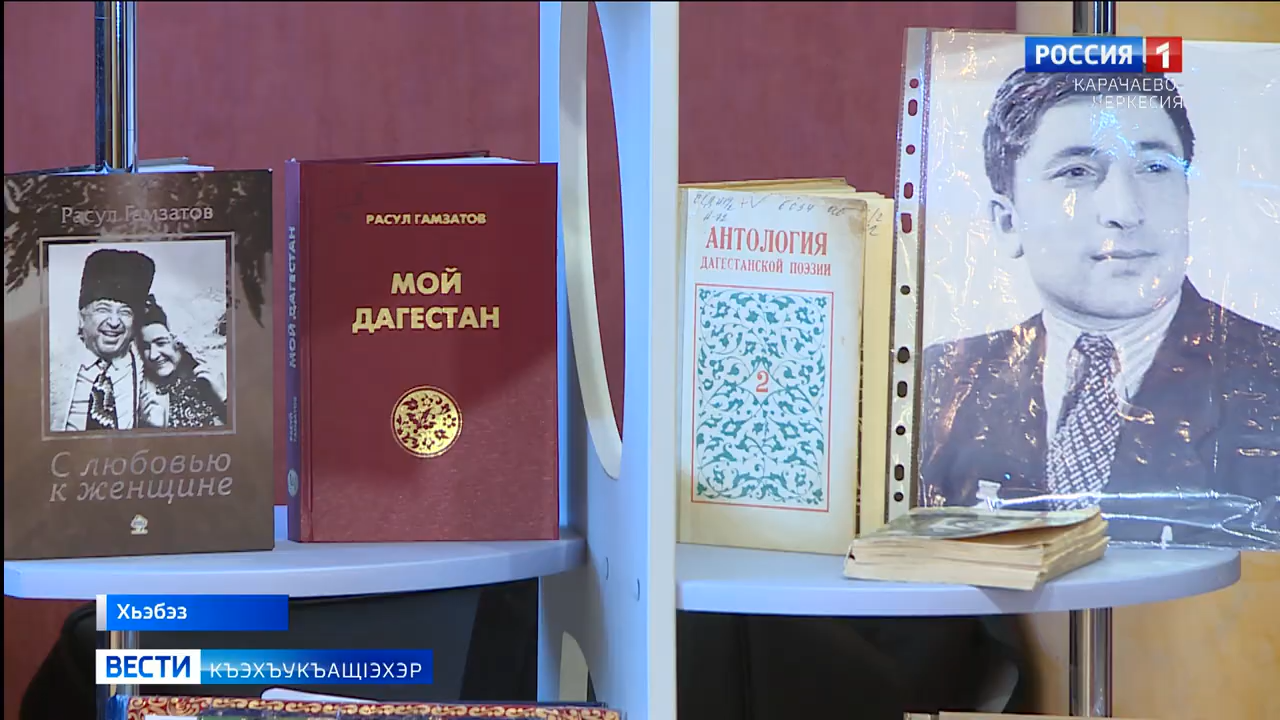 РОССИЯ 1
КАРАЧАЕВО-
ЧЕРКЕСИЯ
Расул Гамзатов
С любовью
к женщине
МОЙ ДАГЕСТАН
РАСУЛ ГАМЗАТОВ
МОЙ
ДАГЕСТАН
АНТОЛОГИЯ
ДАГЕСТАНСКОЙ ПОЭЗИИ
2
Хьэбэз
ВЕСТИ КЪЭХЪУКЪАЩIЭХЭР